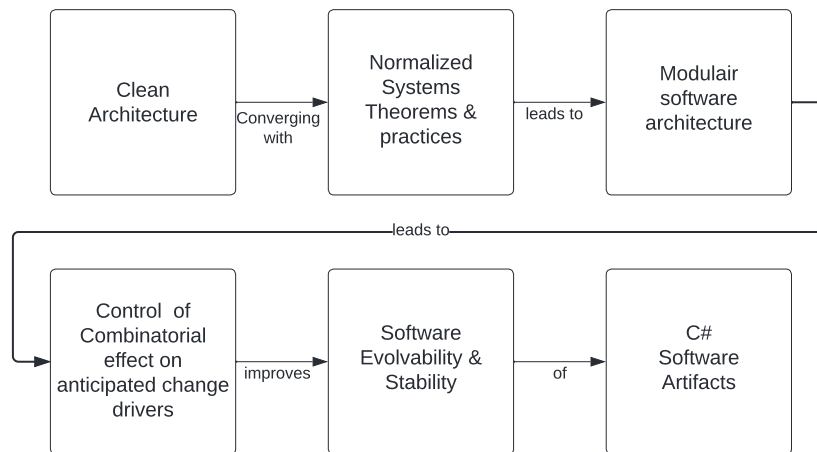 Clean
Architecture
Converging
with
Normalized
Systems
Theorems &
practices
leads to
Modulair
software
architecture
leads to
Control of
Combinatorial
effect on
anticipated change
drivers
improves
Software
Evolvability &
Stability
of
C#
Software
Artifacts